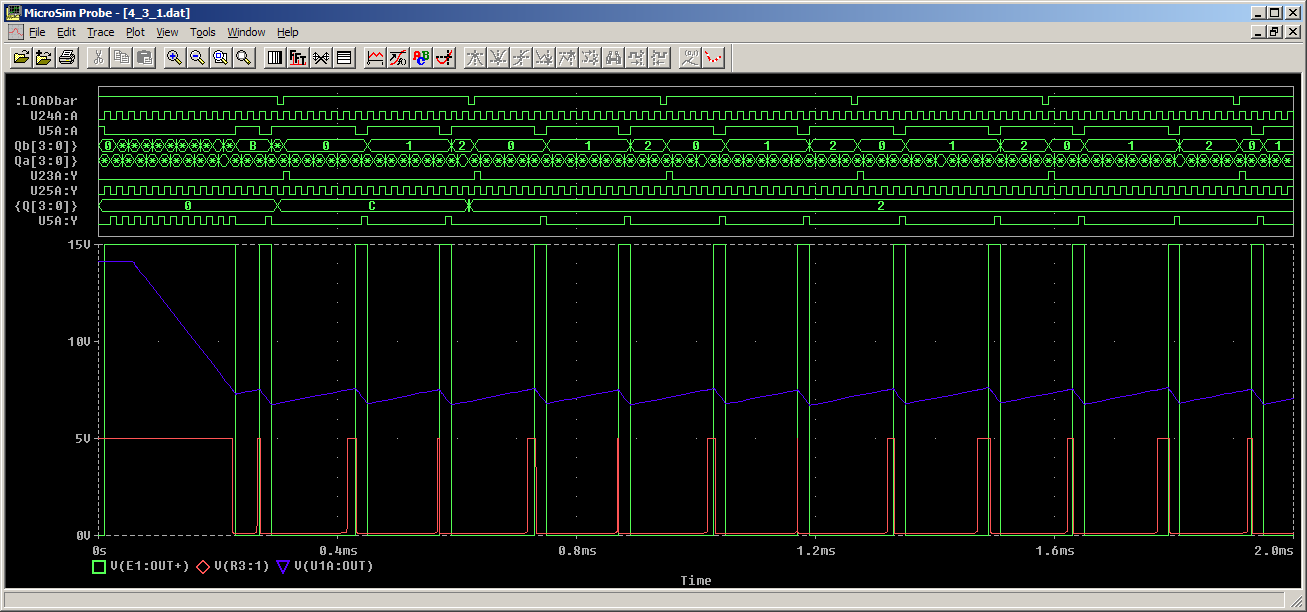 MicroSim Probe - [4_3_1.dat]
File Edit Trace Plot View Tools Window Help
:LOADbar
U24A:A
U5A:A
Qb[3:0]} 0 B 0 1 2 0 1 2 0 1 2 0 1 2 0 1 2 0 1
Qa[3:0]}
U23A:Y
U25A:Y
{Q[3:0]} 0 C 2
U5A:Y
15V
10V
5V
0V
0s 0.4ms 0.8ms 1.2ms 1.6ms 2.0ms
V(E1:OUT+) V(R3:1) V(U1A:OUT)
Time